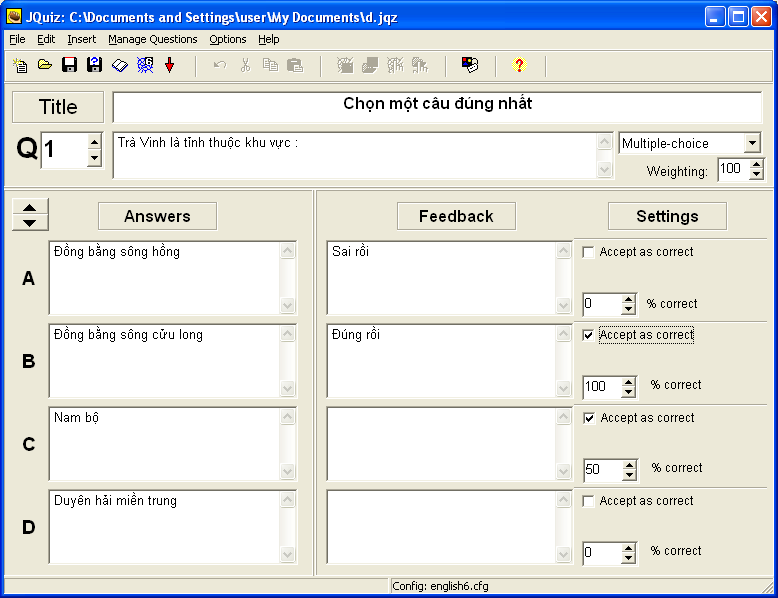 JQuiz: C:\Documents and Settings\user\My Documents\d.jqz
File Edit Insert Manage Questions Options Help
Title
Chọn một câu đúng nhất
Q 1
Trà Vinh là tỉnh thuộc khu vực :
Multiple-choice
Weighting: 100
Answers Feedback Settings
A
Đồng bằng sông hồng
Sai rồi
Accept as correct
0 % correct
B
Đồng bằng sông cửu long
Đúng rồi
Accept as correct
100 % correct
C
Nam bộ
Accept as correct
50 % correct
D
Duyên hải miền trung
Accept as correct
0 % correct
Config: english6.cfg